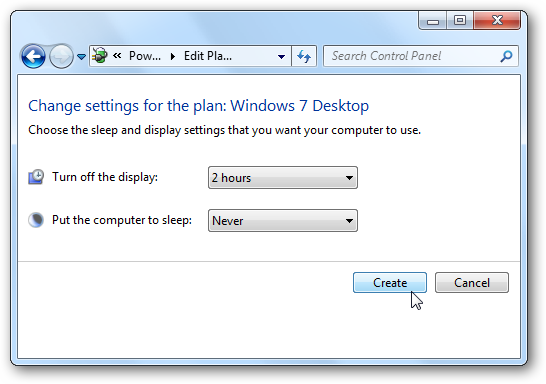 « Pow... ▸ Edit Pla...
Search Control Panel
Change settings for the plan: Windows 7 Desktop
Choose the sleep and display settings that you want your computer to use.
Turn off the display: 2 hours
Put the computer to sleep: Never
Create Cancel